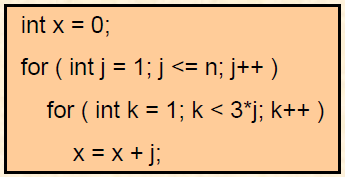 int x = 0;
for ( int j = 1; j <= n; j++ )
for ( int k = 1; k < 3*j; k++ )
x = x + j;